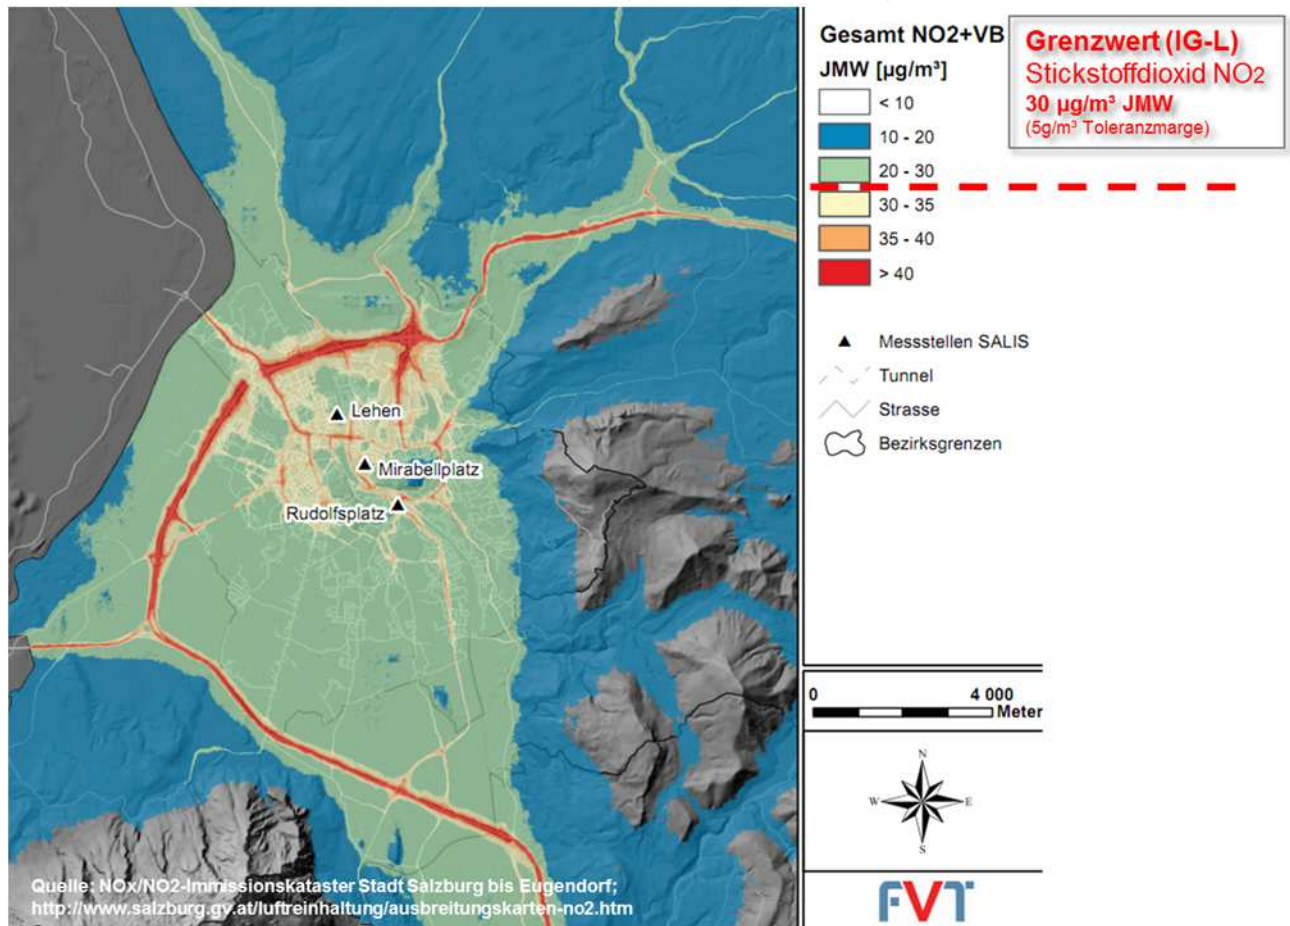 Gesamt NO2+VB
JMW [µg/m³]
< 10
10 - 20
20 - 30
30 - 35
35 - 40
> 40
Grenzwert (IG-L)
Stickstoffdioxid NO2
30 µg/m³ JMW
(5g/m³ Toleranzmarge)
Messstellen SALIS
Tunnel
Strasse
Bezirksgrenzen
Lehen
Mirabellplatz
Rudolfsplatz
0 4 000
Meter
N
W E
S
FVT
Quelle: NOx/NO2-Immissionskataster Stadt Salzburg bis Eugendorf;
http://www.salzburg.gv.at/luftreinhaltung/ausbreitungskarten-no2.htm